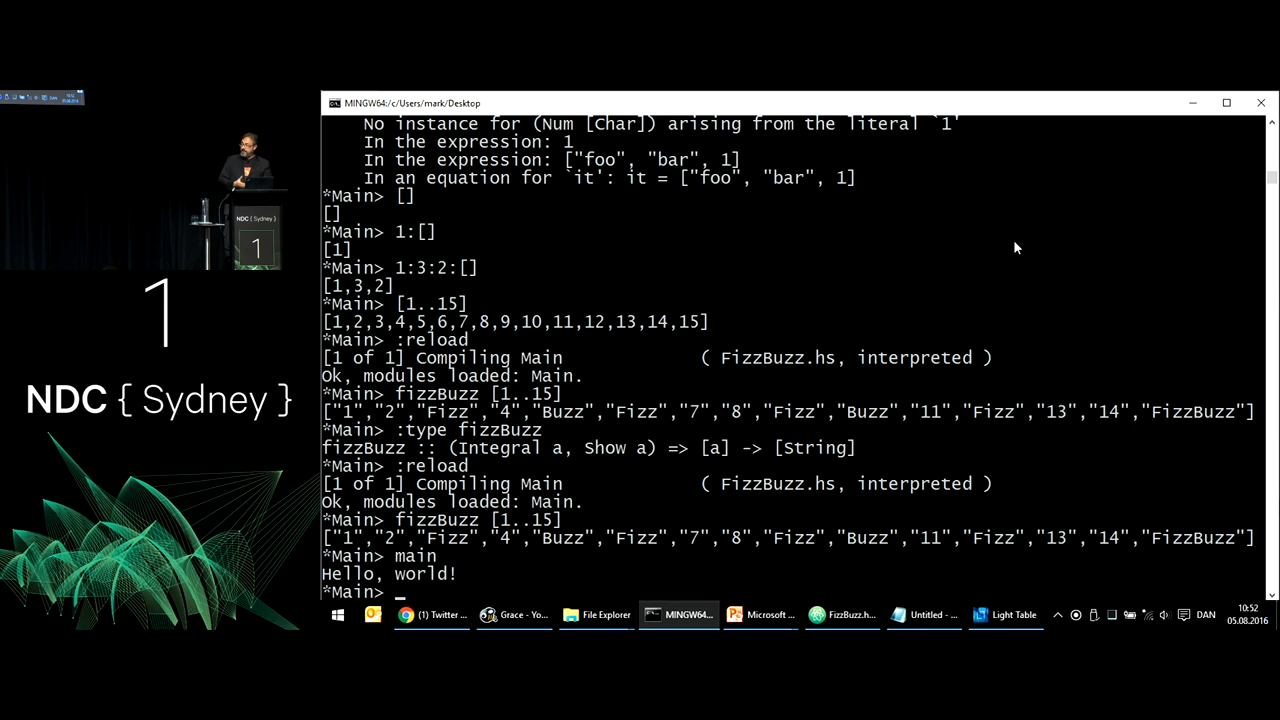 MINGW64:/c/Users/mark/Desktop
No instance for (Num [Char]) arising from the literal `1'
In the expression: 1
In the expression: ["foo", "bar", 1]
In an equation for `it': it = ["foo", "bar", 1]
*Main> []
[]
*Main> 1:[]
[1]
*Main> 1:3:2:[]
[1,3,2]
*Main> [1..15]
[1,2,3,4,5,6,7,8,9,10,11,12,13,14,15]
*Main> :reload
[1 of 1] Compiling Main ( FizzBuzz.hs, interpreted )
Ok, modules loaded: Main.
*Main> fizzBuzz [1..15]
["1","2","Fizz","4","Buzz","Fizz","7","8","Fizz","Buzz","11","Fizz","13","14","FizzBuzz"]
*Main> :type fizzBuzz
fizzBuzz :: (Integral a, Show a) => [a] -> [String]
*Main> :reload
[1 of 1] Compiling Main ( FizzBuzz.hs, interpreted )
Ok, modules loaded: Main.
*Main> fizzBuzz [1..15]
["1","2","Fizz","4","Buzz","Fizz","7","8","Fizz","Buzz","11","Fizz","13","14","FizzBuzz"]
*Main> main
Hello, world!
*Main> _
(1) Twitter ... Grace - Yo... File Explorer MINGW64... Microsoft ... FizzBuzz.h... Untitled - ... Light Table DAN 10:52
05.08.2016
NDC { Sydney }
1
1
NDC { Sydney }